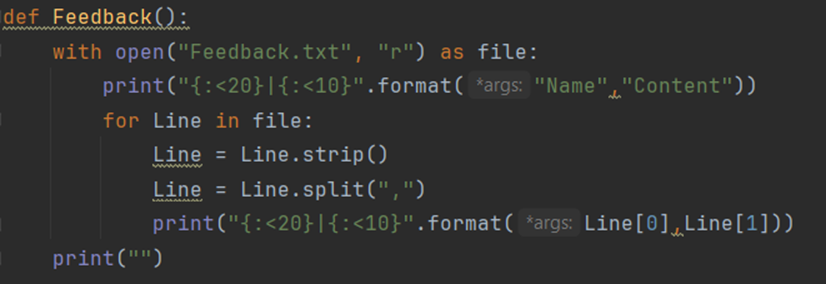 def Feedback():
    with open("Feedback.txt", "r") as file:
        print("{:<20}|{:<10}".format( *args: "Name","Content"))
        for Line in file:
            Line = Line.strip()
            Line = Line.split(",")
            print("{:<20}|{:<10}".format( *args: Line[0],Line[1]))
    print("")